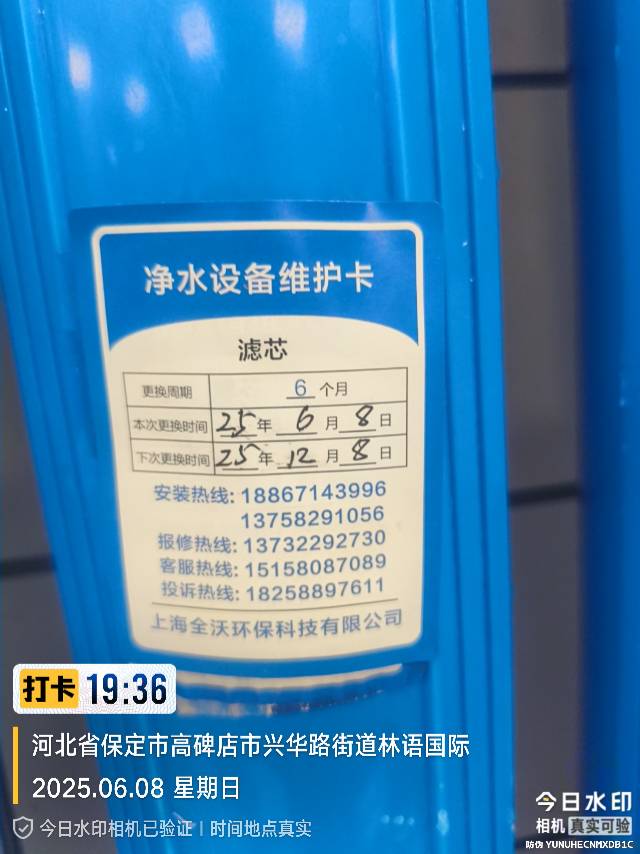 净水设备维护卡
滤芯
更换周期 6 个月
本次更换时间 25 年 6 月 8 日
下次更换时间 25 年 12 月 8 日
安装热线: 18867143996
13758291056
报修热线: 13732292730
客服热线: 15158087089
投诉热线: 18258897611
上海全沃环保科技有限公司
打卡 19:36
河北省保定市高碑店市兴华路街道林语国际
2025.06.08 星期日
今日水印相机已验证 | 时间地点真实
今日水印
相机 真实可验
防伪 YUNUHECNMXDB1C